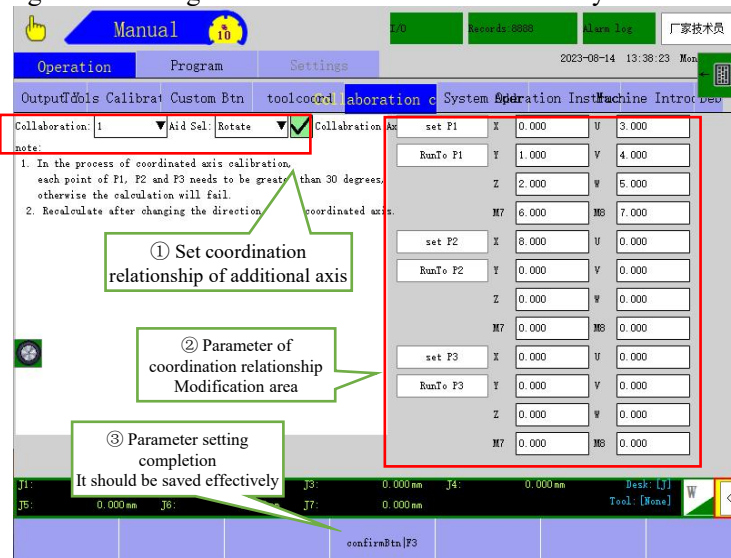 Manual
10
I/O
Records:8888
Alarm log
厂家技术员
Operation
Program
Settings
2023-08-14 13:38:23 Mon
Calibrat
Custom Btn
System
Collaboration: 1
Aid Sel: Rotate
Collabration Ax
note:
1. In the process of coordinated axis calibration,
each point of P1, P2 and P3 needs to be greater than 30 degrees,
otherwise the calculation will fail.
2. Recalculate after changing the direction
coordinated axis.
set P1 X 0.000 U 3.000
RunTo P1 Y 1.000 V 4.000
Z 2.000 W 5.000
M7 6.000 M8 7.000
set P2 X 8.000 U 0.000
RunTo P2 Y 0.000 V 0.000
Z 0.000 W 0.000
M7 0.000 M8 0.000
set P3 X 0.000 U 0.000
RunTo P3 Y 0.000 V 0.000
Z 0.000 W 0.000
M7 0.000 M8 0.000
① Set coordination
relationship of additional axis
② Parameter of
coordination relationship
Modification area
③ Parameter setting
completion
It should be saved effectively
J1: J3: 0.000 mm J4: 0.000 mm Desk: [J]
J5: 0.000 mm J6: J7: 0.000 mm Tool: [None]
W
confirmBtn|F3